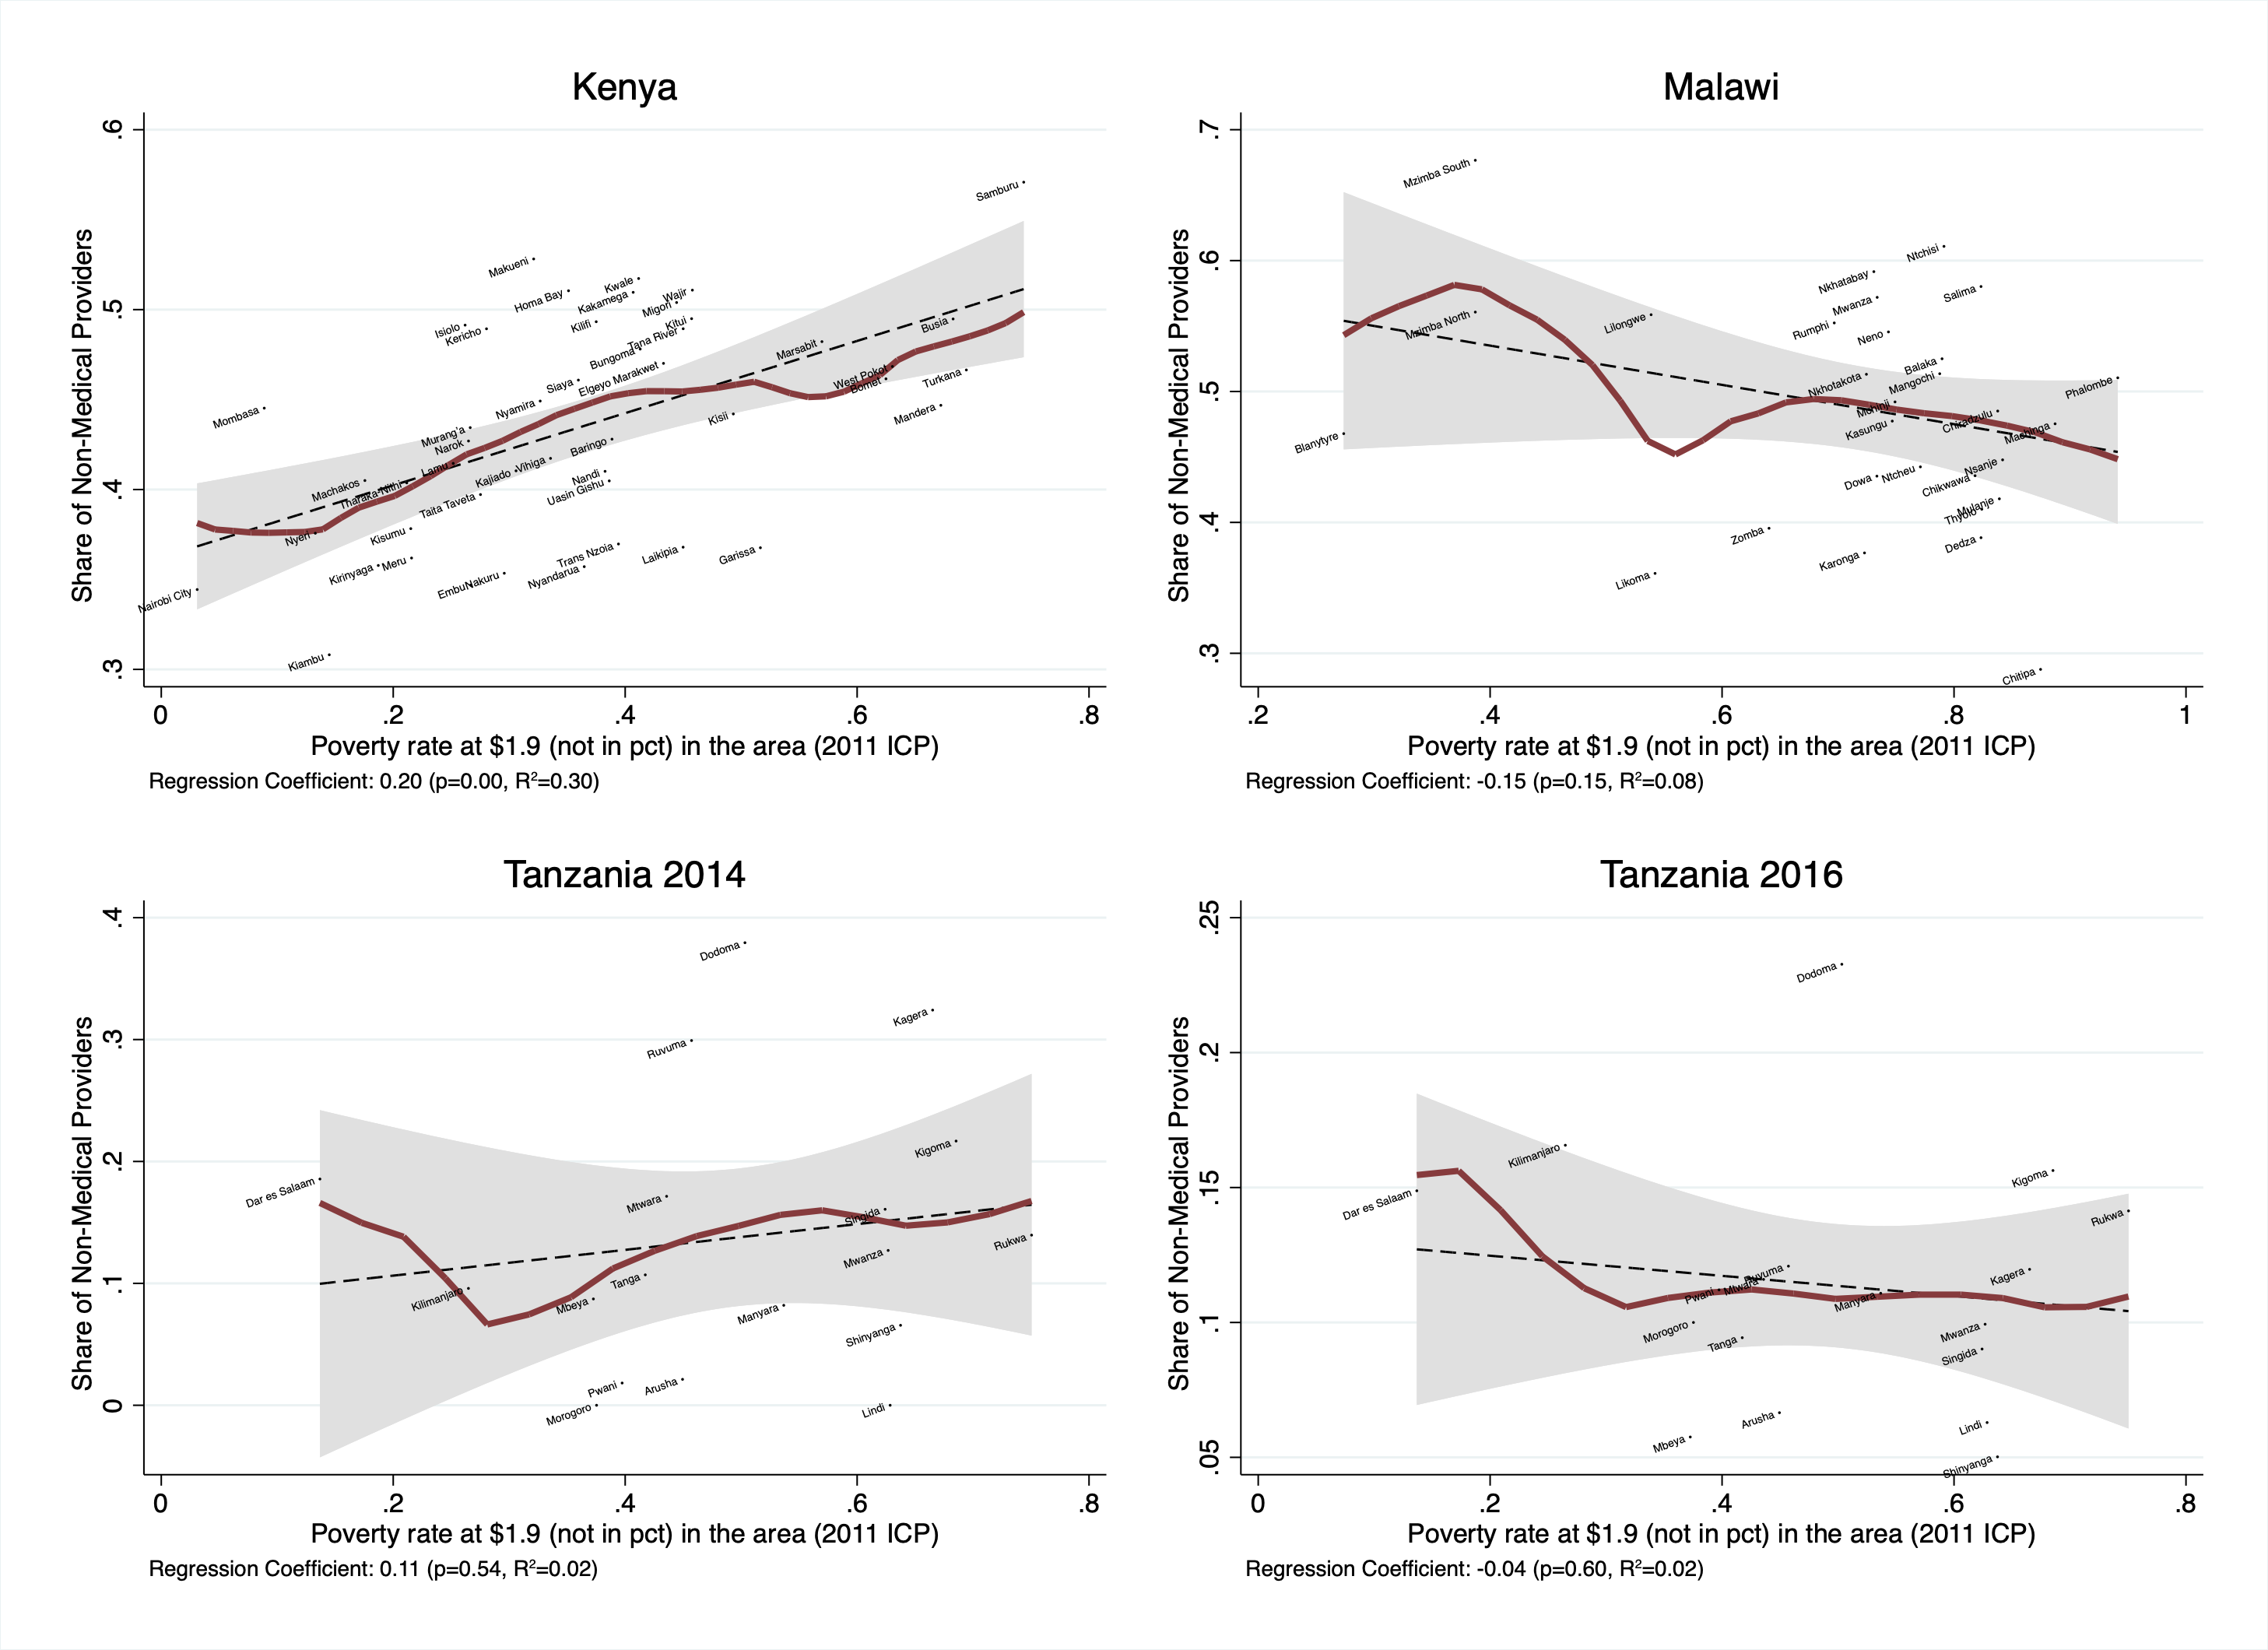 Kenya
.6
.5
.4
.3
Share of Non-Medical Providers
Samburu
Makueni
Kwale
Homa Bay
Kakamega
Wajir
Migori
Isiolo
Kericho
Kilifi
Kitui
Tana River
Busia
Bungoma
Marsabit
Siaya
Elgeyo Marakwet
West Pokot
Bomet
Turkana
Mombasa
Nyamira
Kisii
Mandera
Murang'a
Narok
Baringo
Lamu
Kajiado
Vihiga
Machakos
Tharaka-Nithi
Nandi
Uasin Gishu
Taita Taveta
Nyeri
Kisumu
Trans Nzoia
Laikipia
Garissa
Kirinyaga
Meru
Embu
Nakuru
Nyandarua
Nairobi City
Kiambu
0 .2 .4 .6 .8
Poverty rate at $1.9 (not in pct) in the area (2011 ICP)
Regression Coefficient: 0.20 (p=0.00, R²=0.30)
Malawi
.7
.6
.5
.4
.3
Share of Non-Medical Providers
Mzimba South
Ntchisi
Nkhatabay
Salima
Mwanza
Mzimba North
Lilongwe
Rumphi
Neno
Balaka
Nkhotakota
Mangochi
Phalombe
Mchinji
Chiradzulu
Blanytyre
Kasungu
Machinga
Dowa
Ntcheu
Nsanje
Chikwawa
Mulanje
Thyolo
Zomba
Dedza
Karonga
Likoma
Chitipa
.2 .4 .6 .8 1
Poverty rate at $1.9 (not in pct) in the area (2011 ICP)
Regression Coefficient: -0.15 (p=0.15, R²=0.08)
Tanzania 2014
.4
.3
.2
.1
0
Share of Non-Medical Providers
Dodoma
Kagera
Ruvuma
Kigoma
Dar es Salaam
Mtwara
Singida
Rukwa
Mwanza
Tanga
Kilimanjaro
Mbeya
Manyara
Shinyanga
Pwani
Arusha
Morogoro
Lindi
0 .2 .4 .6 .8
Poverty rate at $1.9 (not in pct) in the area (2011 ICP)
Regression Coefficient: 0.11 (p=0.54, R²=0.02)
Tanzania 2016
.25
.2
.15
.1
.05
Share of Non-Medical Providers
Dodoma
Kilimanjaro
Kigoma
Dar es Salaam
Rukwa
Ruvuma
Kagera
Pwani
Mtwara
Manyara
Morogoro
Tanga
Mwanza
Singida
Arusha
Mbeya
Lindi
Shinyanga
0 .2 .4 .6 .8
Poverty rate at $1.9 (not in pct) in the area (2011 ICP)
Regression Coefficient: -0.04 (p=0.60, R²=0.02)